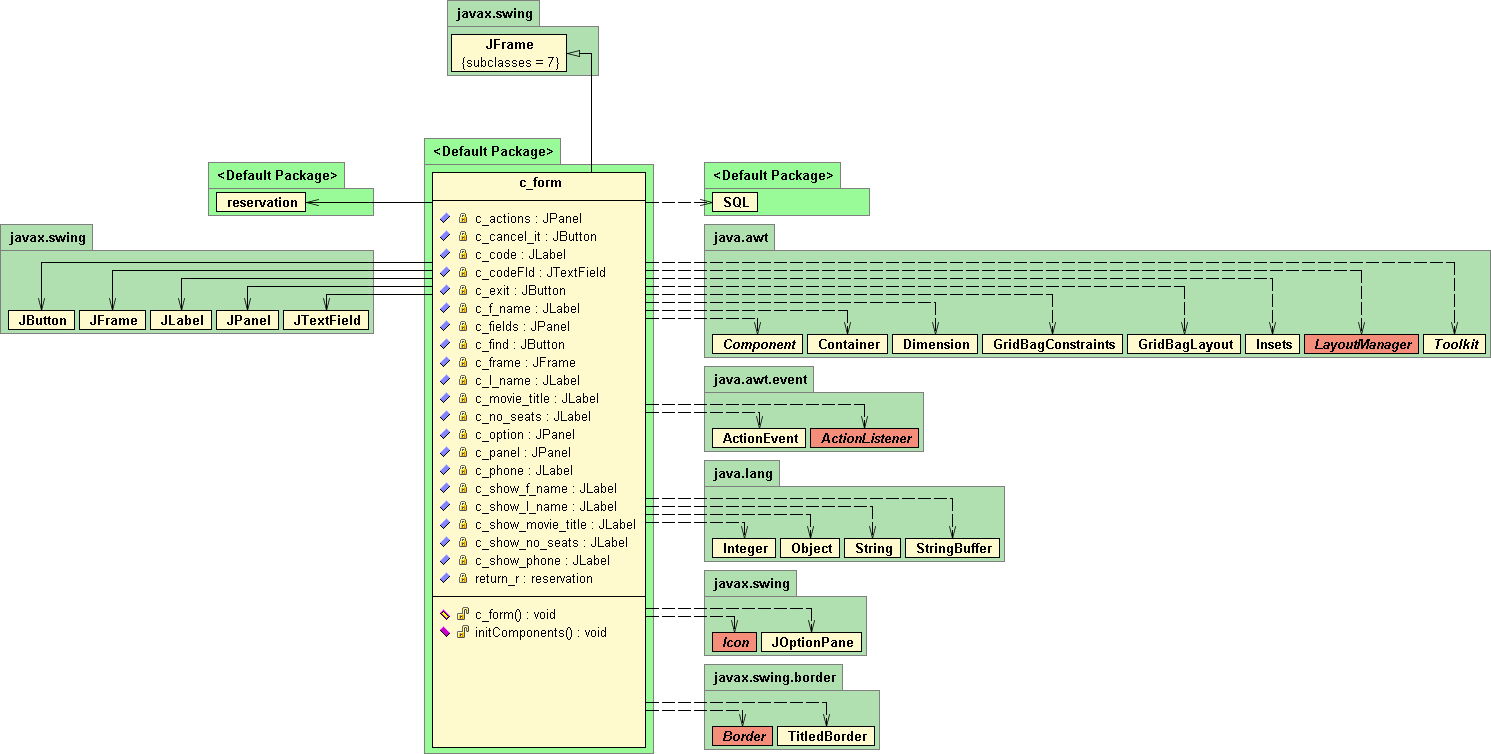 javax.swing
JFrame
{subclasses = 7}
<Default Package>
c_form
c_actions : JPanel
c_cancel_it : JButton
c_code : JLabel
c_codeFld : JTextField
c_exit : JButton
c_f_name : JLabel
c_fields : JPanel
c_find : JButton
c_frame : JFrame
c_l_name : JLabel
c_movie_title : JLabel
c_no_seats : JLabel
c_option : JPanel
c_panel : JPanel
c_phone : JLabel
c_show_f_name : JLabel
c_show_l_name : JLabel
c_show_movie_title : JLabel
c_show_no_seats : JLabel
c_show_phone : JLabel
return_r : reservation
c_form() : void
initComponents() : void
<Default Package>
reservation
javax.swing
JButton JFrame JLabel JPanel JTextField
<Default Package>
SQL
java.awt
Component Container Dimension GridBagConstraints GridBagLayout Insets LayoutManager Toolkit
java.awt.event
ActionEvent ActionListener
java.lang
Integer Object String StringBuffer
javax.swing
Icon JOptionPane
javax.swing.border
Border TitledBorder